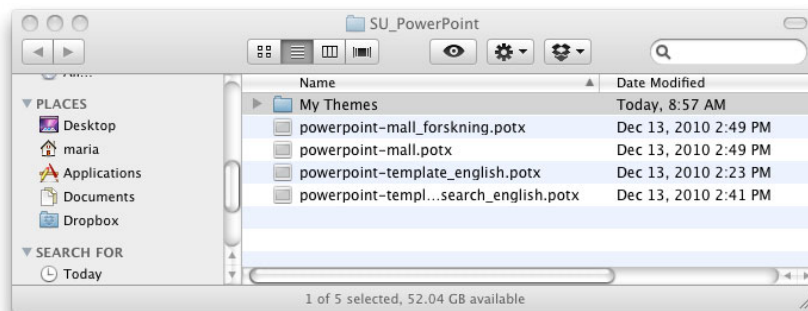 SU_PowerPoint
Name Date Modified
PLACES
Desktop
maria
Applications
Documents
Dropbox
SEARCH FOR
Today
My Themes Today, 8:57 AM
powerpoint-mall_forskning.potx Dec 13, 2010 2:49 PM
powerpoint-mall.potx Dec 13, 2010 2:49 PM
powerpoint-template_english.potx Dec 13, 2010 2:23 PM
powerpoint-templ...search_english.potx Dec 13, 2010 2:41 PM
1 of 5 selected, 52.04 GB available